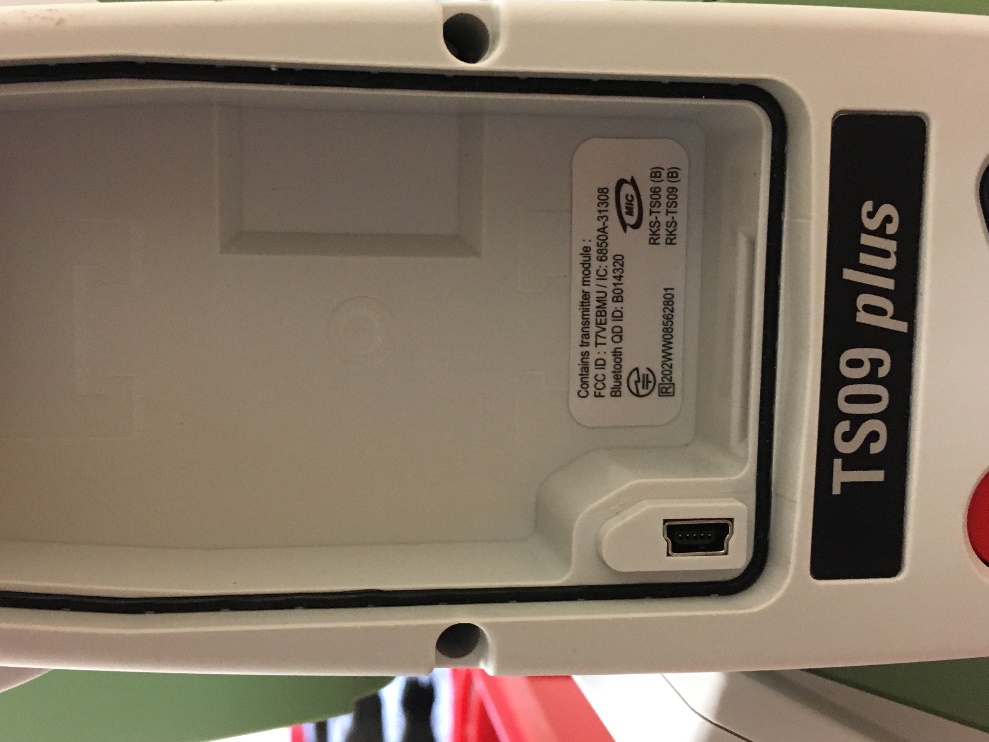 Contains transmitter module :
FCC ID : T7VEBMU / IC: 6850A-31308
Bluetooth QD ID: B014320
MIC
R 202WW08562801
RKS-TS06 (B)
RKS-TS09 (B)
TS09 plus